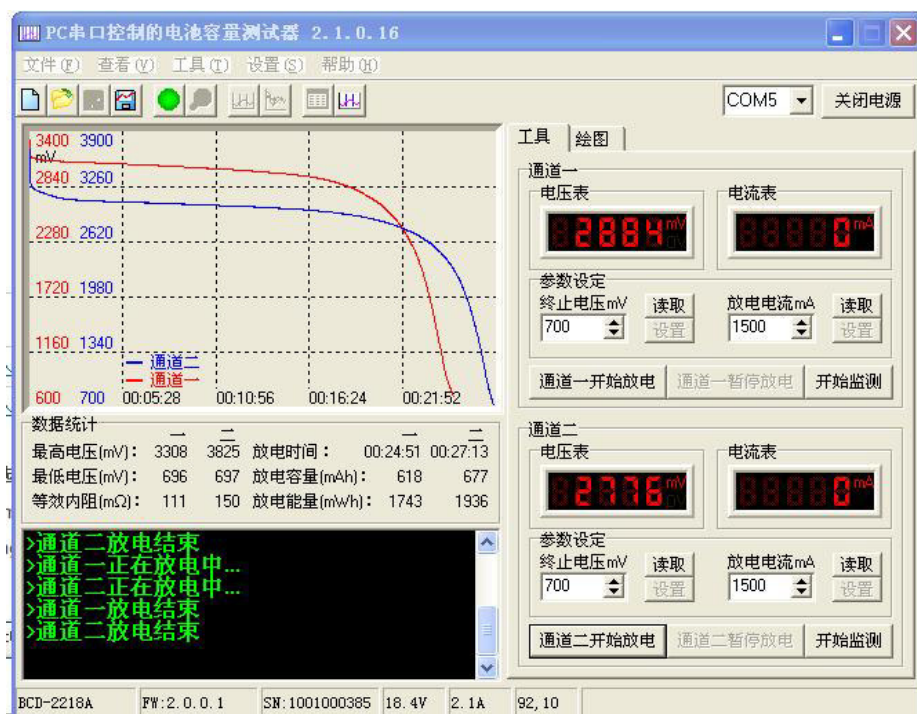 PC串口控制的电池容量测试器 2.1.0.16
文件(F) 查看(V) 工具(T) 设置(S) 帮助(H)
COM5 关闭电源
工具 绘图
3400 3900
mV
2840 3260
2280 2620
1720 1980
1160 1340
600 700 00:05:28 00:10:56 00:16:24 00:21:52
通道二
通道一
数据统计
一 二 一 二
最高电压(mV): 3308 3825 放电时间: 00:24:51 00:27:13
最低电压(mV): 696 697 放电容量(mAh): 618 677
等效内阻(mΩ): 111 150 放电能量(mWh): 1743 1936
>通道二放电结束
>通道一正在放电中...
>通道二正在放电中...
>通道一放电结束
>通道二放电结束
通道一
电压表 电流表
2884 mV 0 mA
参数设定
终止电压mV 读取 放电电流mA 读取
700 设置 1500 设置
通道一开始放电 通道一暂停放电 开始监测
通道二
电压表 电流表
2776 mV 0 mA
参数设定
终止电压mV 读取 放电电流mA 读取
700 设置 1500 设置
通道二开始放电 通道二暂停放电 开始监测
BCD-2218A FW:2.0.0.1 SN:1001000385 18.4V 2.1A 92,10